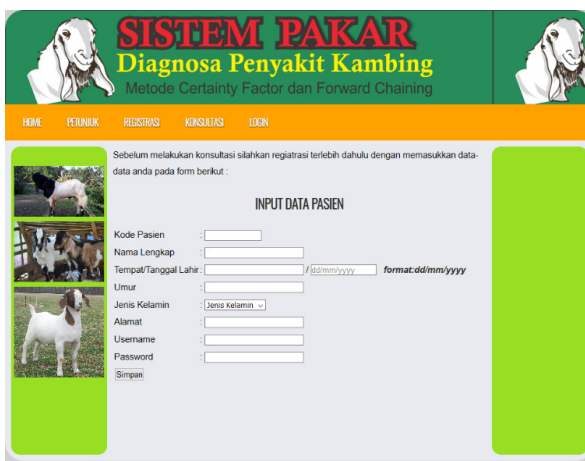 SISTEM PAKAR
Diagnosa Penyakit Kambing
Metode Certainty Factor dan Forward Chaining
HOME PETUNJUK REGISTRASI KONSULTASI LOGIN
Sebelum melakukan konsultasi silahkan regiatrasi terlebih dahulu dengan memasukkan data-
data anda pada form berikut :
INPUT DATA PASIEN
Kode Pasien :
Nama Lengkap :
Tempat/Tanggal Lahir : / dd/mm/yyyy format:dd/mm/yyyy
Umur :
Jenis Kelamin : Jenis Kelamin
Alamat :
Username :
Password :
Simpan